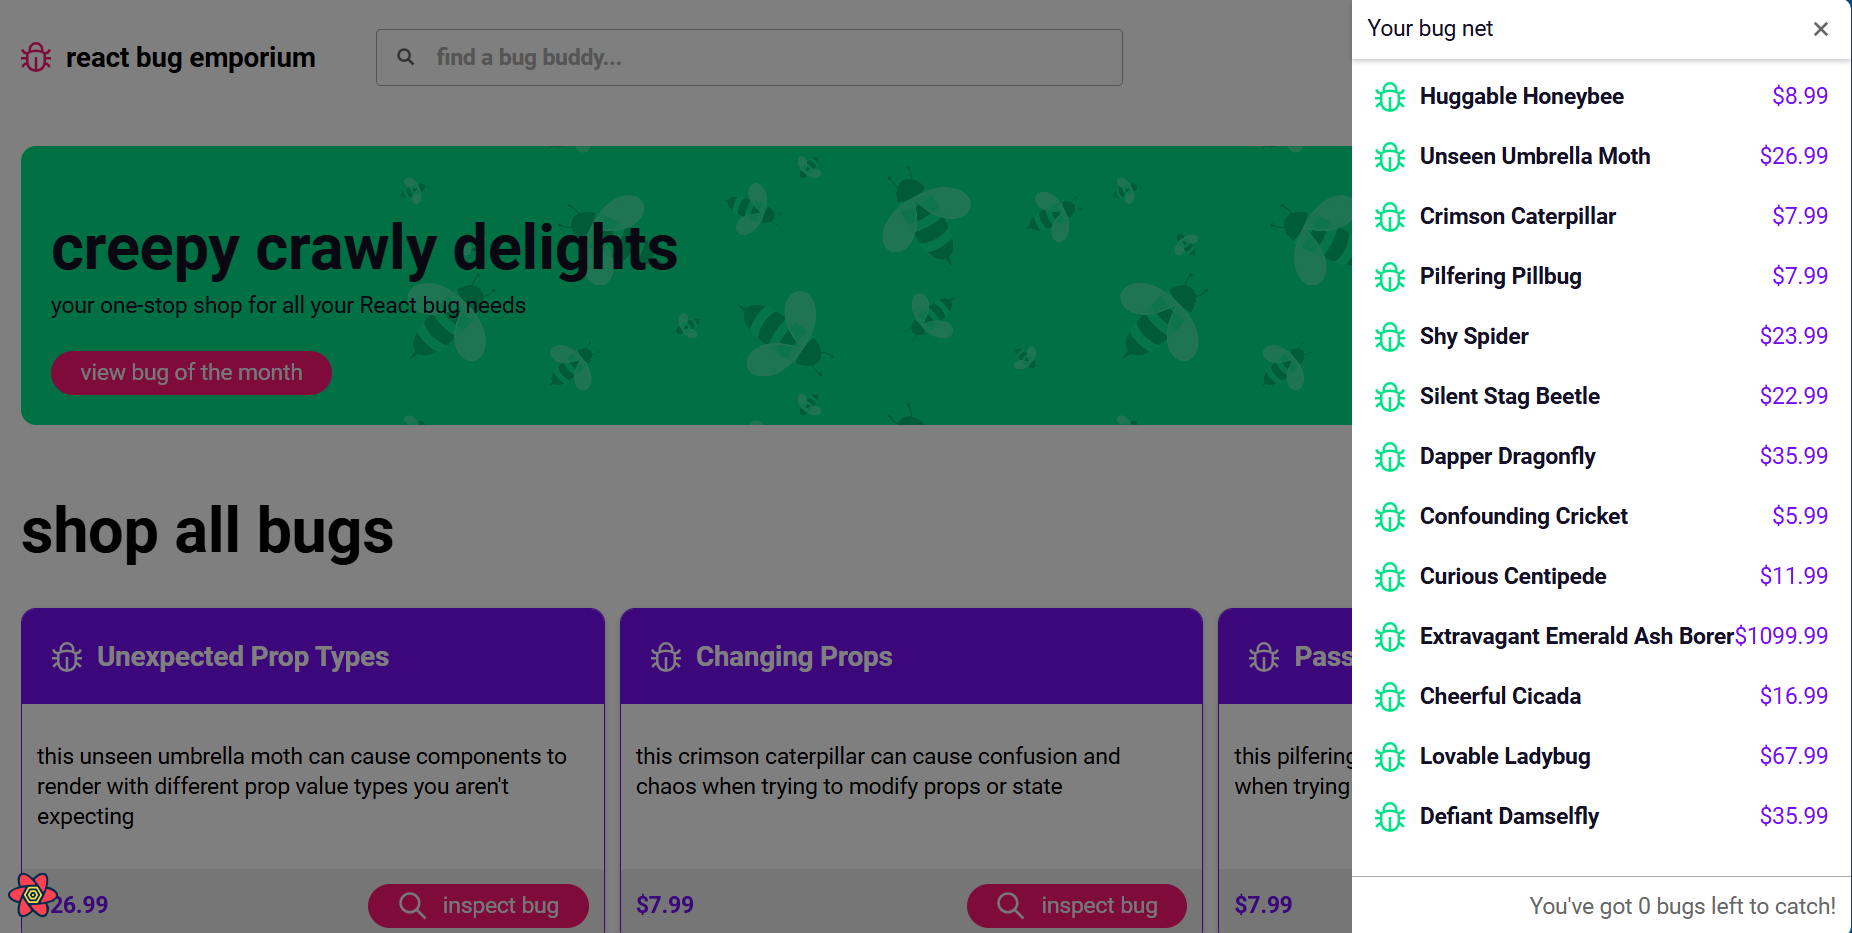 react bug emporium
find a bug buddy...
creepy crawly delights
your one-stop shop for all your React bug needs
view bug of the month
shop all bugs
Unexpected Prop Types
this unseen umbrella moth can cause components to
render with different prop value types you aren't
expecting
26.99
inspect bug
Changing Props
this crimson caterpillar can cause confusion and
chaos when trying to modify props or state
$7.99
inspect bug
Pass
this pilfering
when trying
$7.99
Your bug net
Huggable Honeybee $8.99
Unseen Umbrella Moth $26.99
Crimson Caterpillar $7.99
Pilfering Pillbug $7.99
Shy Spider $23.99
Silent Stag Beetle $22.99
Dapper Dragonfly $35.99
Confounding Cricket $5.99
Curious Centipede $11.99
Extravagant Emerald Ash Borer $1099.99
Cheerful Cicada $16.99
Lovable Ladybug $67.99
Defiant Damselfly $35.99
You've got 0 bugs left to catch!